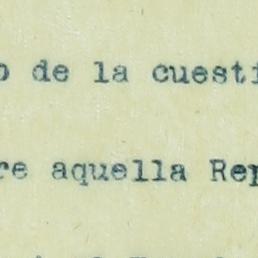 o de la cuesti
re aquella Rep